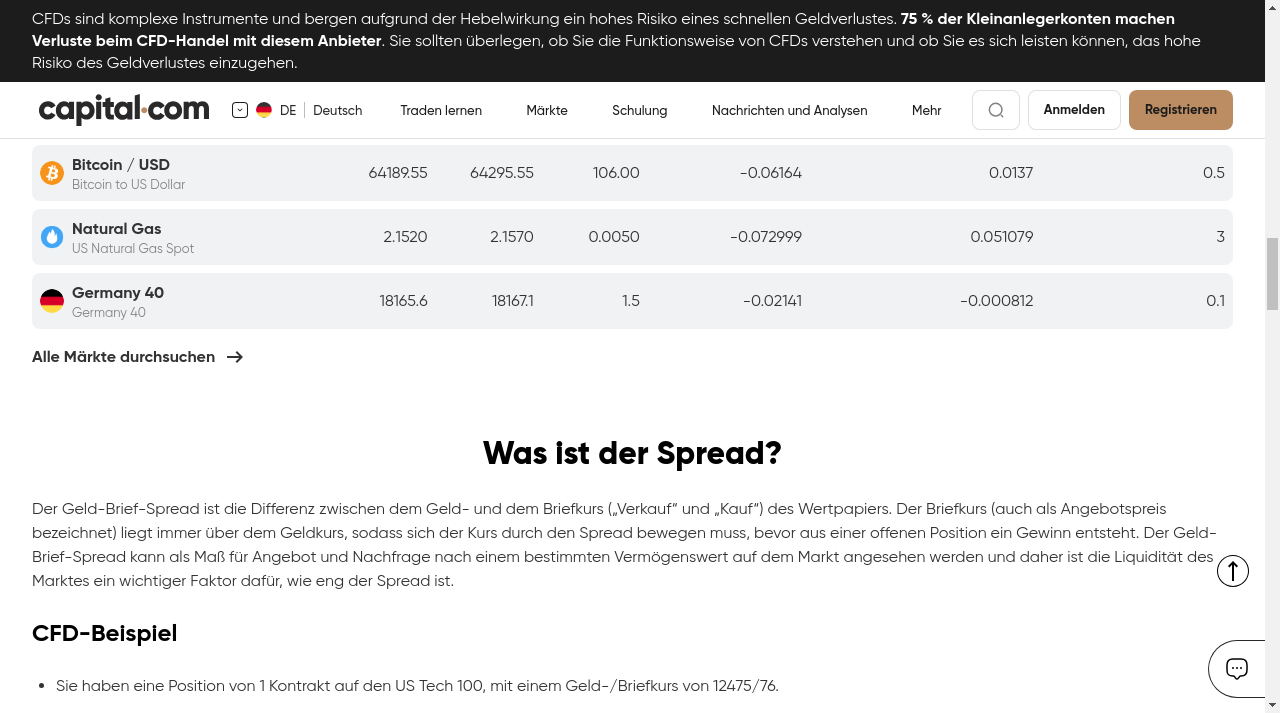 CFDs sind komplexe Instrumente und bergen aufgrund der Hebelwirkung ein hohes Risiko eines schnellen Geldverlustes. 75 % der Kleinanlegerkonten machen
Verluste beim CFD-Handel mit diesem Anbieter. Sie sollten überlegen, ob Sie die Funktionsweise von CFDs verstehen und ob Sie es sich leisten können, das hohe
Risiko des Geldverlustes einzugehen.
capital.com DE Deutsch Traden lernen Märkte Schulung Nachrichten und Analysen Mehr Anmelden Registrieren
Bitcoin / USD
Bitcoin to US Dollar
64189.55 64295.55 106.00 -0.06164 0.0137 0.5
Natural Gas
US Natural Gas Spot
2.1520 2.1570 0.0050 -0.072999 0.051079 3
Germany 40
Germany 40
18165.6 18167.1 1.5 -0.02141 -0.000812 0.1
Alle Märkte durchsuchen
Was ist der Spread?
Der Geld-Brief-Spread ist die Differenz zwischen dem Geld- und dem Briefkurs („Verkauf“ und „Kauf“) des Wertpapiers. Der Briefkurs (auch als Angebotspreis
bezeichnet) liegt immer über dem Geldkurs, sodass sich der Kurs durch den Spread bewegen muss, bevor aus einer offenen Position ein Gewinn entsteht. Der Geld-
Brief-Spread kann als Maß für Angebot und Nachfrage nach einem bestimmten Vermögenswert auf dem Markt angesehen werden und daher ist die Liquidität des
Marktes ein wichtiger Faktor dafür, wie eng der Spread ist.
CFD-Beispiel
• Sie haben eine Position von 1 Kontrakt auf den US Tech 100, mit einem Geld-/Briefkurs von 12475/76.